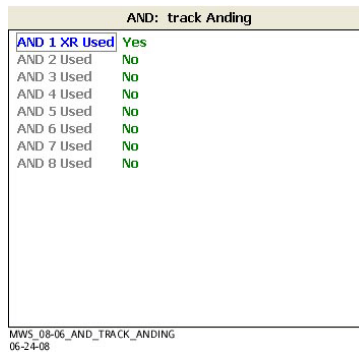 AND: track Anding
AND 1 XR Used Yes
AND 2 Used No
AND 3 Used No
AND 4 Used No
AND 5 Used No
AND 6 Used No
AND 7 Used No
AND 8 Used No
MWS_08-06_AND_TRACK_ANDING
06-24-08